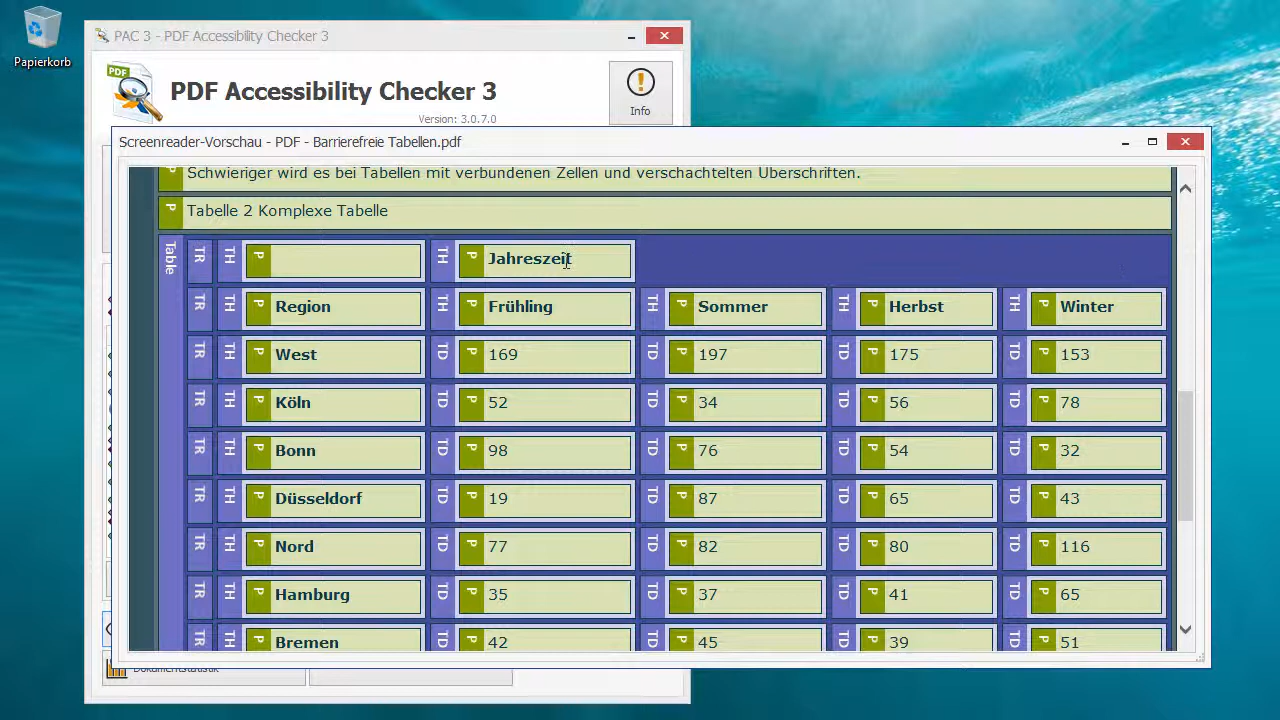 Papierkorb
PAC 3 - PDF Accessibility Checker 3
PDF
PDF Accessibility Checker 3
Version: 3.0.7.0
Info
Screenreader-Vorschau - PDF - Barrierefreie Tabellen.pdf
P Schwieriger wird es bei Tabellen mit verbundenen Zellen und verschachtelten Überschriften.
P Tabelle 2 Komplexe Tabelle
Table
TR TH P TH P Jahreszeit
TR TH P Region TH P Frühling TH P Sommer TH P Herbst TH P Winter
TR TH P West TD P 169 TD P 197 TD P 175 TD P 153
TR TH P Köln TD P 52 TD P 34 TD P 56 TD P 78
TR TH P Bonn TD P 98 TD P 76 TD P 54 TD P 32
TR TH P Düsseldorf TD P 19 TD P 87 TD P 65 TD P 43
TR TH P Nord TD P 77 TD P 82 TD P 80 TD P 116
TR TH P Hamburg TD P 35 TD P 37 TD P 41 TD P 65
TR TH P Bremen TD P 42 TD P 45 TD P 39 TD P 51
Dokumentstatistik